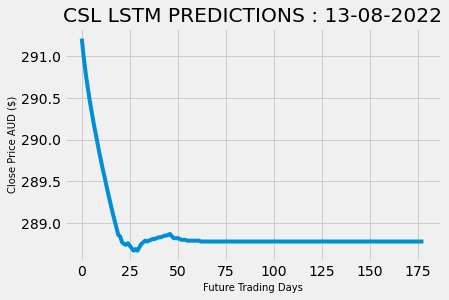 CSL LSTM PREDICTIONS : 13-08-2022
Close Price AUD ($)
291.0
290.5
290.0
289.5
289.0
0 25 50 75 100 125 150 175
Future Trading Days